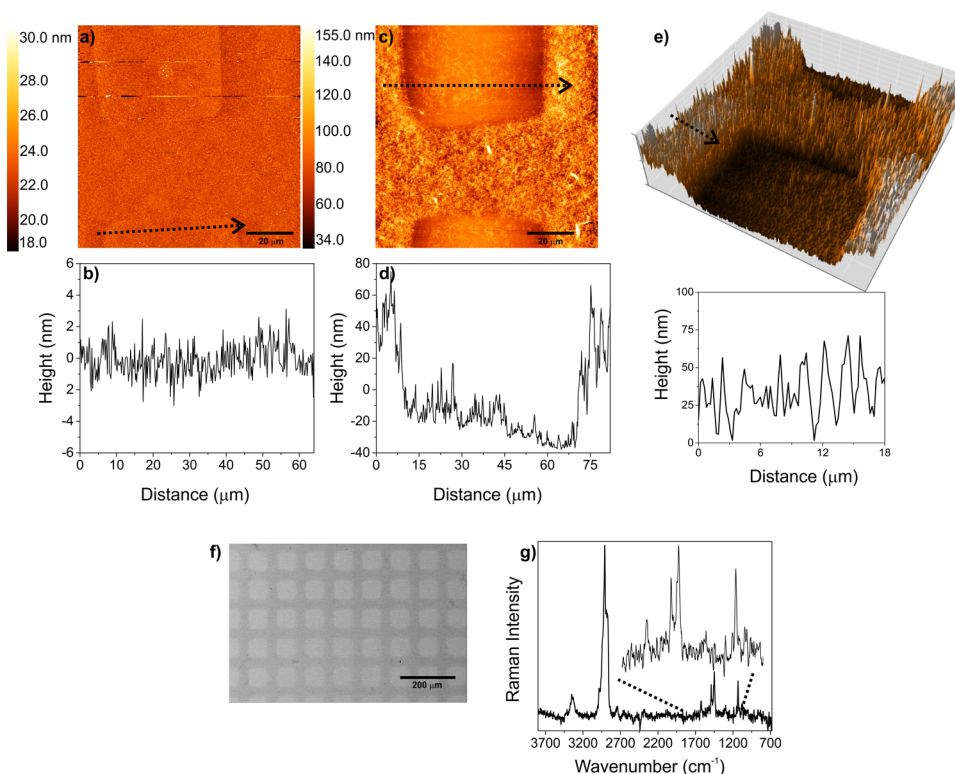 a)
30.0 nm
28.0
26.0
24.0
22.0
20.0
18.0
20 μm
c)
155.0 nm
140.0
120.0
100.0
80.0
60.0
34.0
20 μm
e)
b)
6
4
2
0
-2
-4
-6
0 10 20 30 40 50 60
Height (nm)
Distance (μm)
d)
80
60
40
20
0
-20
-40
0 15 30 45 60 75
Height (nm)
Distance (μm)
100
75
50
25
0
0 6 12 18
Height (nm)
Distance (μm)
f)
200 μm
g)
Raman Intensity
3700 3200 2700 2200 1700 1200 700
Wavenumber (cm⁻¹)